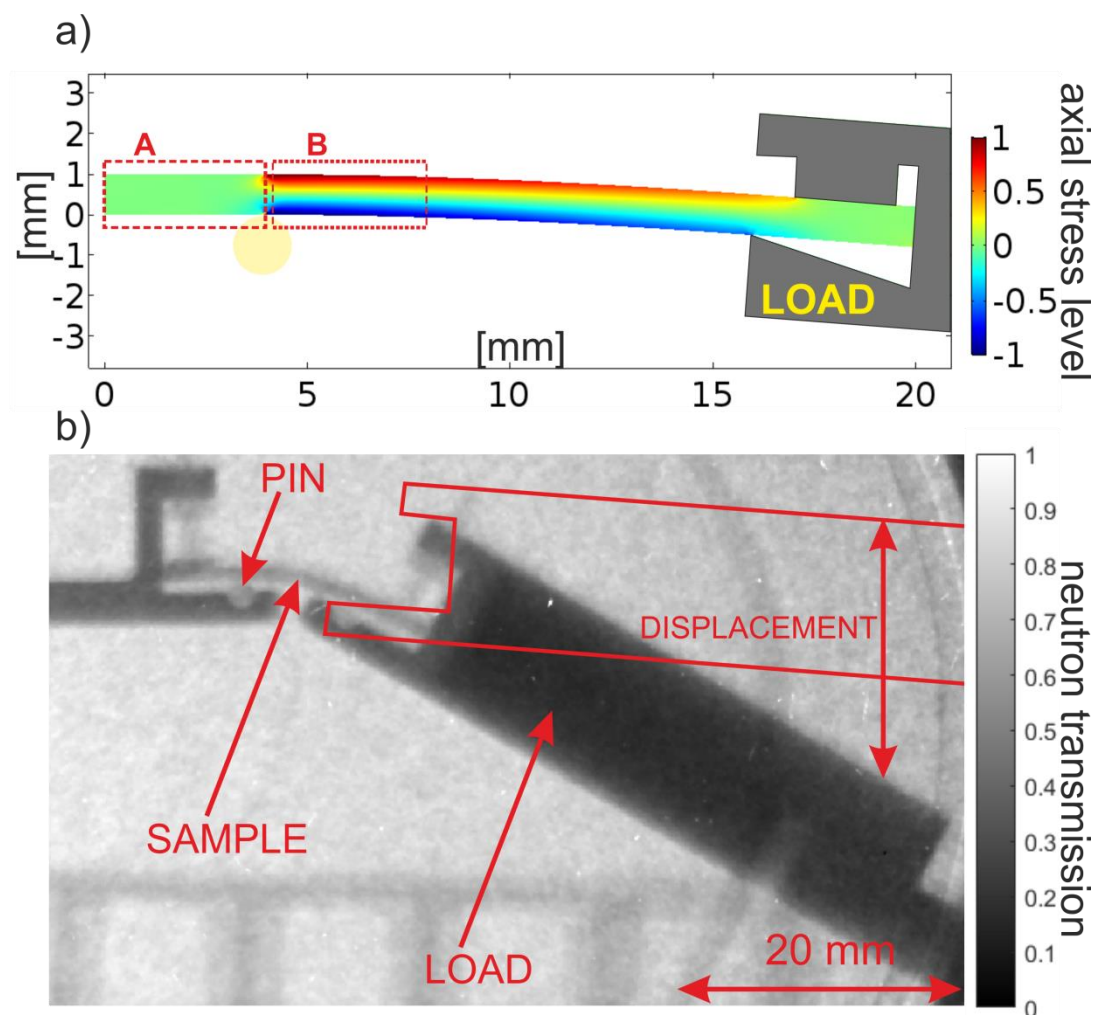 a)
A
B
3
2
1
0
-1
-2
-3
[mm]
[mm]
0
5
10
15
20
LOAD
1
0.5
0
-0.5
-1
axial stress level
b)
PIN
SAMPLE
LOAD
DISPLACEMENT
20 mm
1
0.9
0.8
0.7
0.6
0.5
0.4
0.3
0.2
0.1
0
neutron transmission